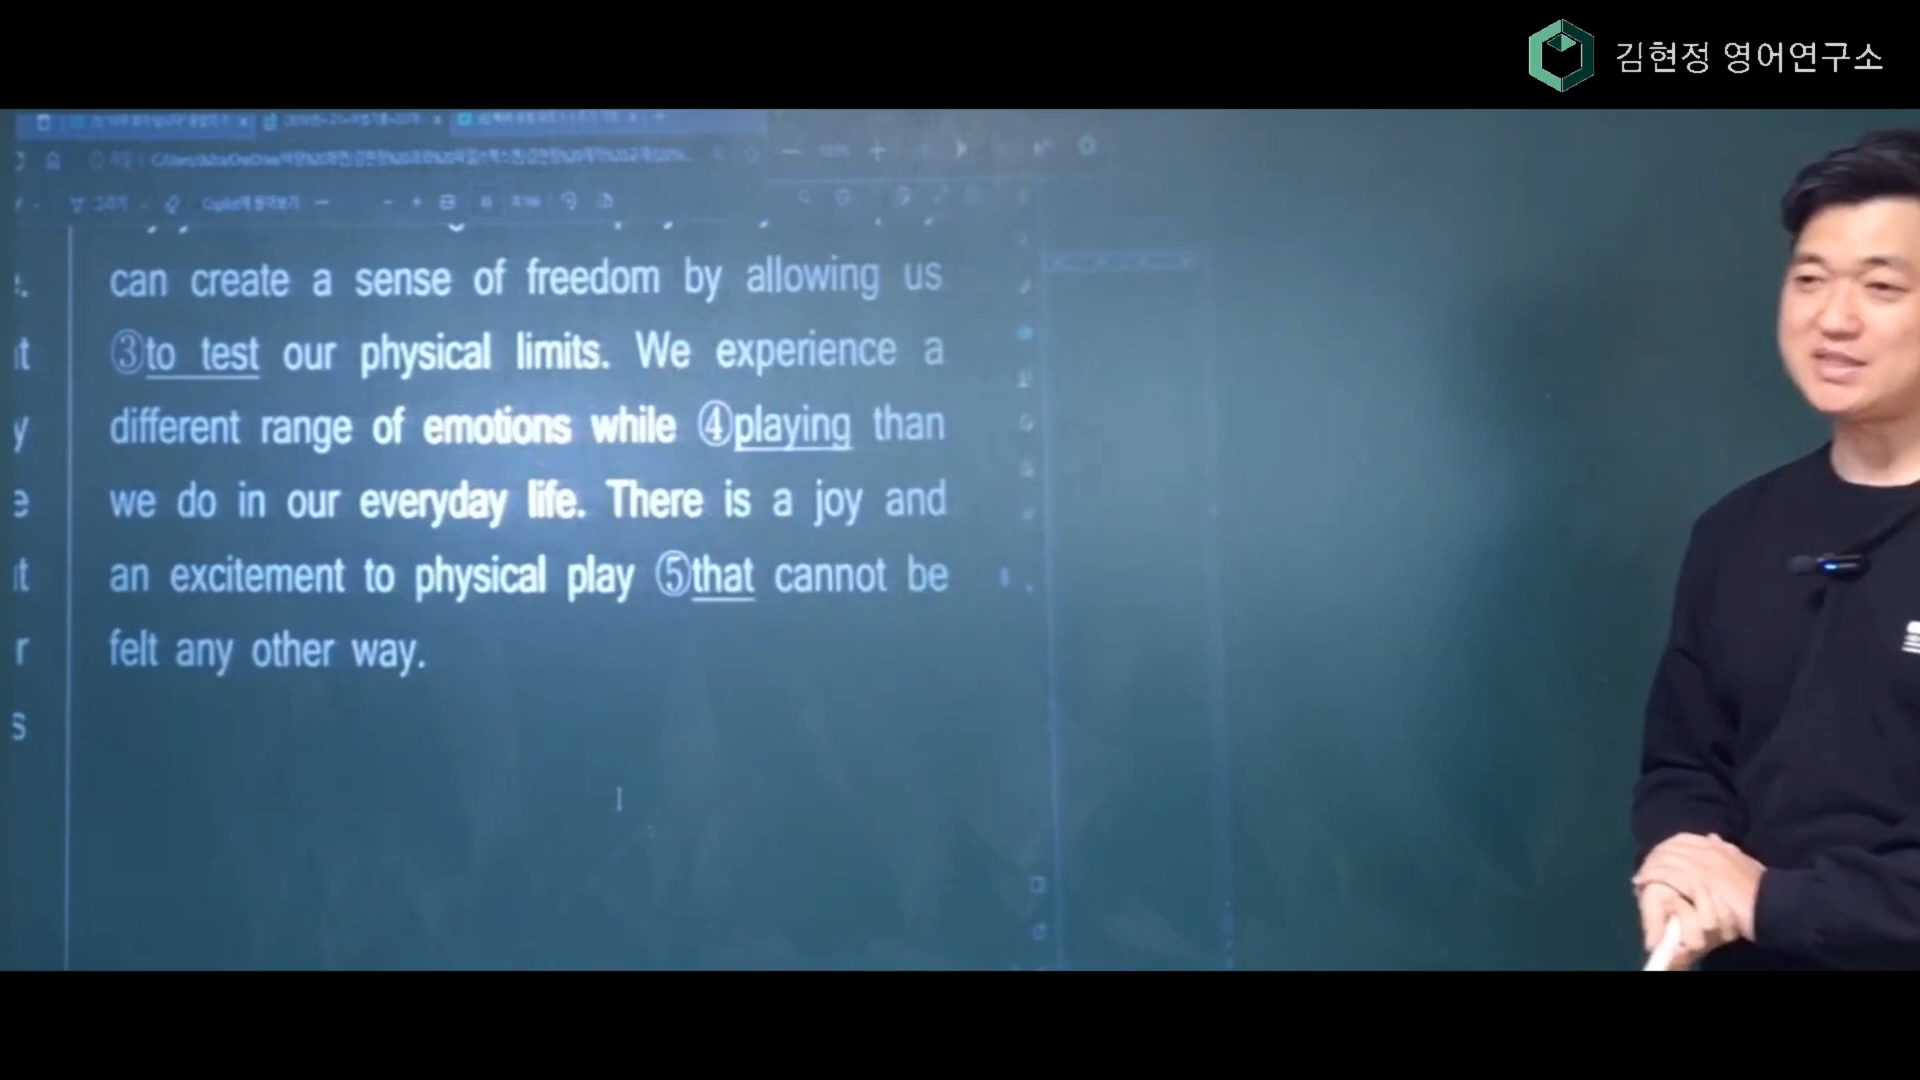 김현정 영어연구소
can create a sense of freedom by allowing us
③to test our physical limits. We experience a
different range of emotions while ④playing than
we do in our everyday life. There is a joy and
an excitement to physical play ⑤that cannot be
felt any other way.